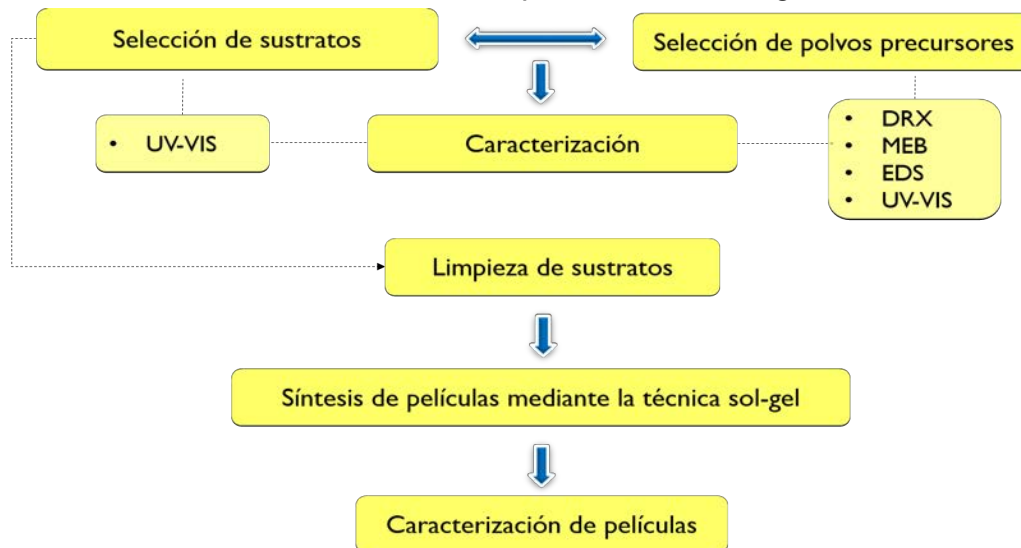 Selección de sustratos
Selección de polvos precursores
• UV-VIS
Caracterización
• DRX
• MEB
• EDS
• UV-VIS
Limpieza de sustratos
Síntesis de películas mediante la técnica sol-gel
Caracterización de películas